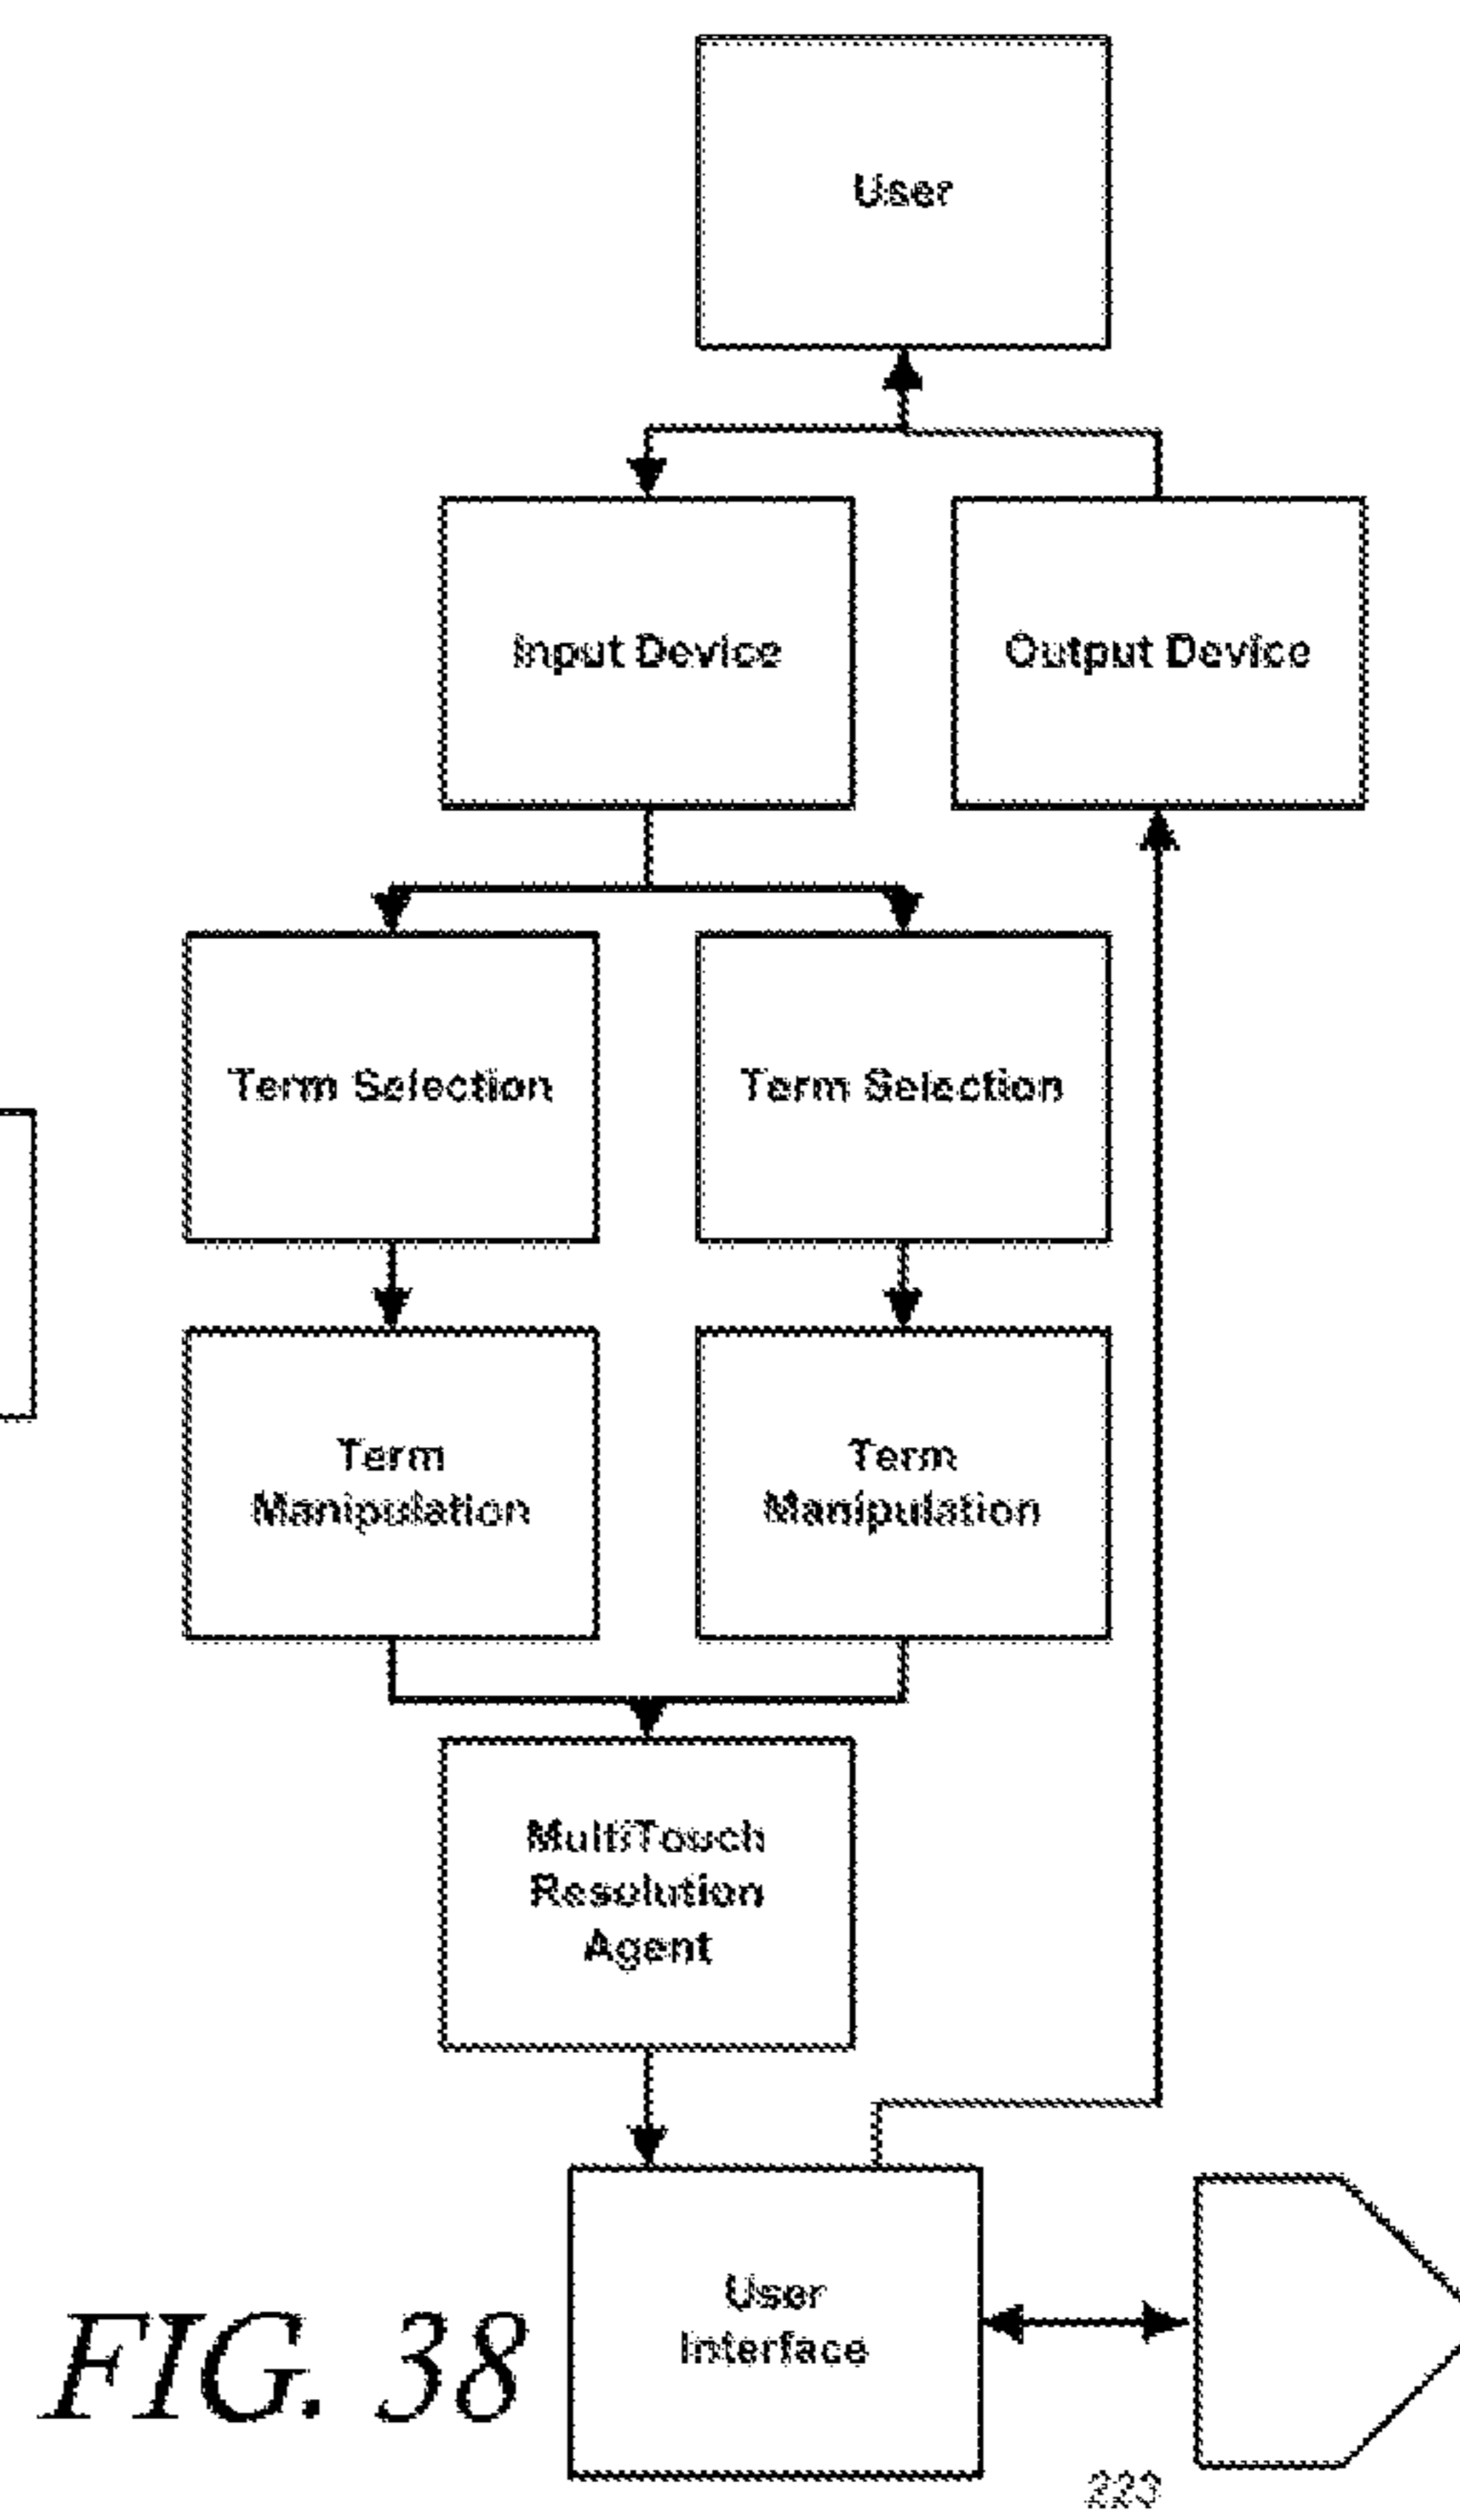 User
Input Device
Output Device
Term Selection
Term Selection
Term
Manipulation
Term
Manipulation
MultiTouch
Resolution
Agent
User
Interface
FIG. 38
223